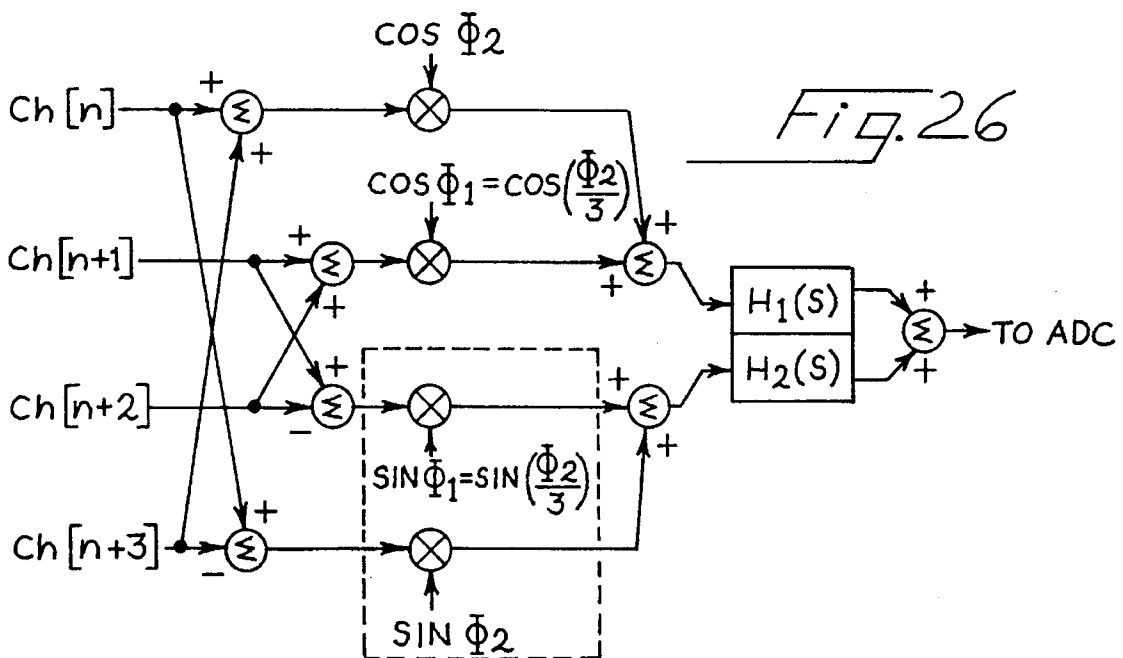 COS Φ2
Ch[n]
+
Σ
+
Fig. 26
COS Φ1=COS(Φ2/3)
+
Ch[n+1]
+
Σ
+
+
Σ
H1(S)
+
Σ
TO ADC
+
H2(S)
+
+
Ch[n+2]
Σ
−
Σ
+
SIN Φ1=SIN(Φ2/3)
+
Ch[n+3]
Σ
−
SIN Φ2